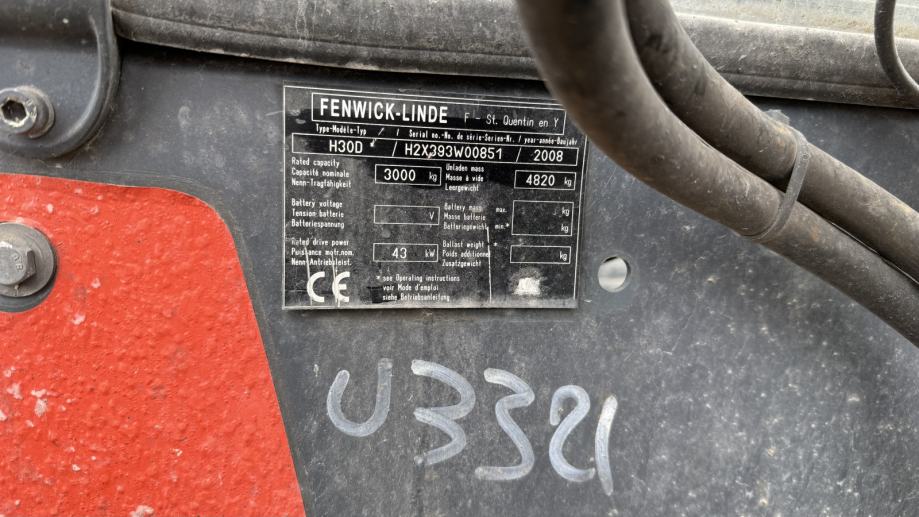 FENWICK-LINDE F - St. Quentin en Y
Type-Modèle-Typ / Serial no.-No. de série-Serien-Nr. / year-année-Baujahr
H30D / H2X393W00851 / 2008
Rated capacity
Capacité nominale
Nenn-Tragfähigkeit
3000 kg
Unladen mass
Masse à vide
Leergewicht
4820 kg
Battery voltage
Tension batterie
Batteriespannung
V
Battery mass max. kg
Masse batterie
Batteriegewicht min.* kg
Rated drive power
Puissance motr.nom.
Nenn-Antriebsleist.
43 kW
Ballast weight *
Poids additionnel
Zusatzgewicht
kg
CE
* see Operating instructions
voir Mode d'emploi
siehe Betriebsanleitung
U3321